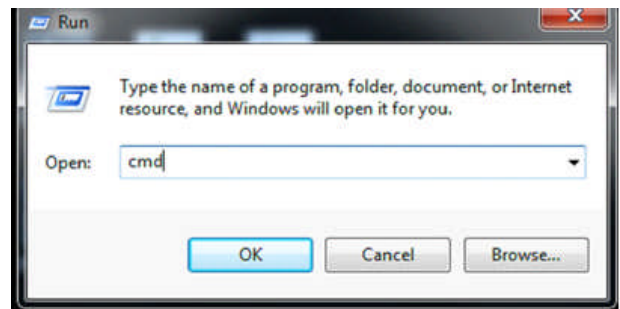 Run
Type the name of a program, folder, document, or Internet
resource, and Windows will open it for you.
Open: cmd
OK Cancel Browse...